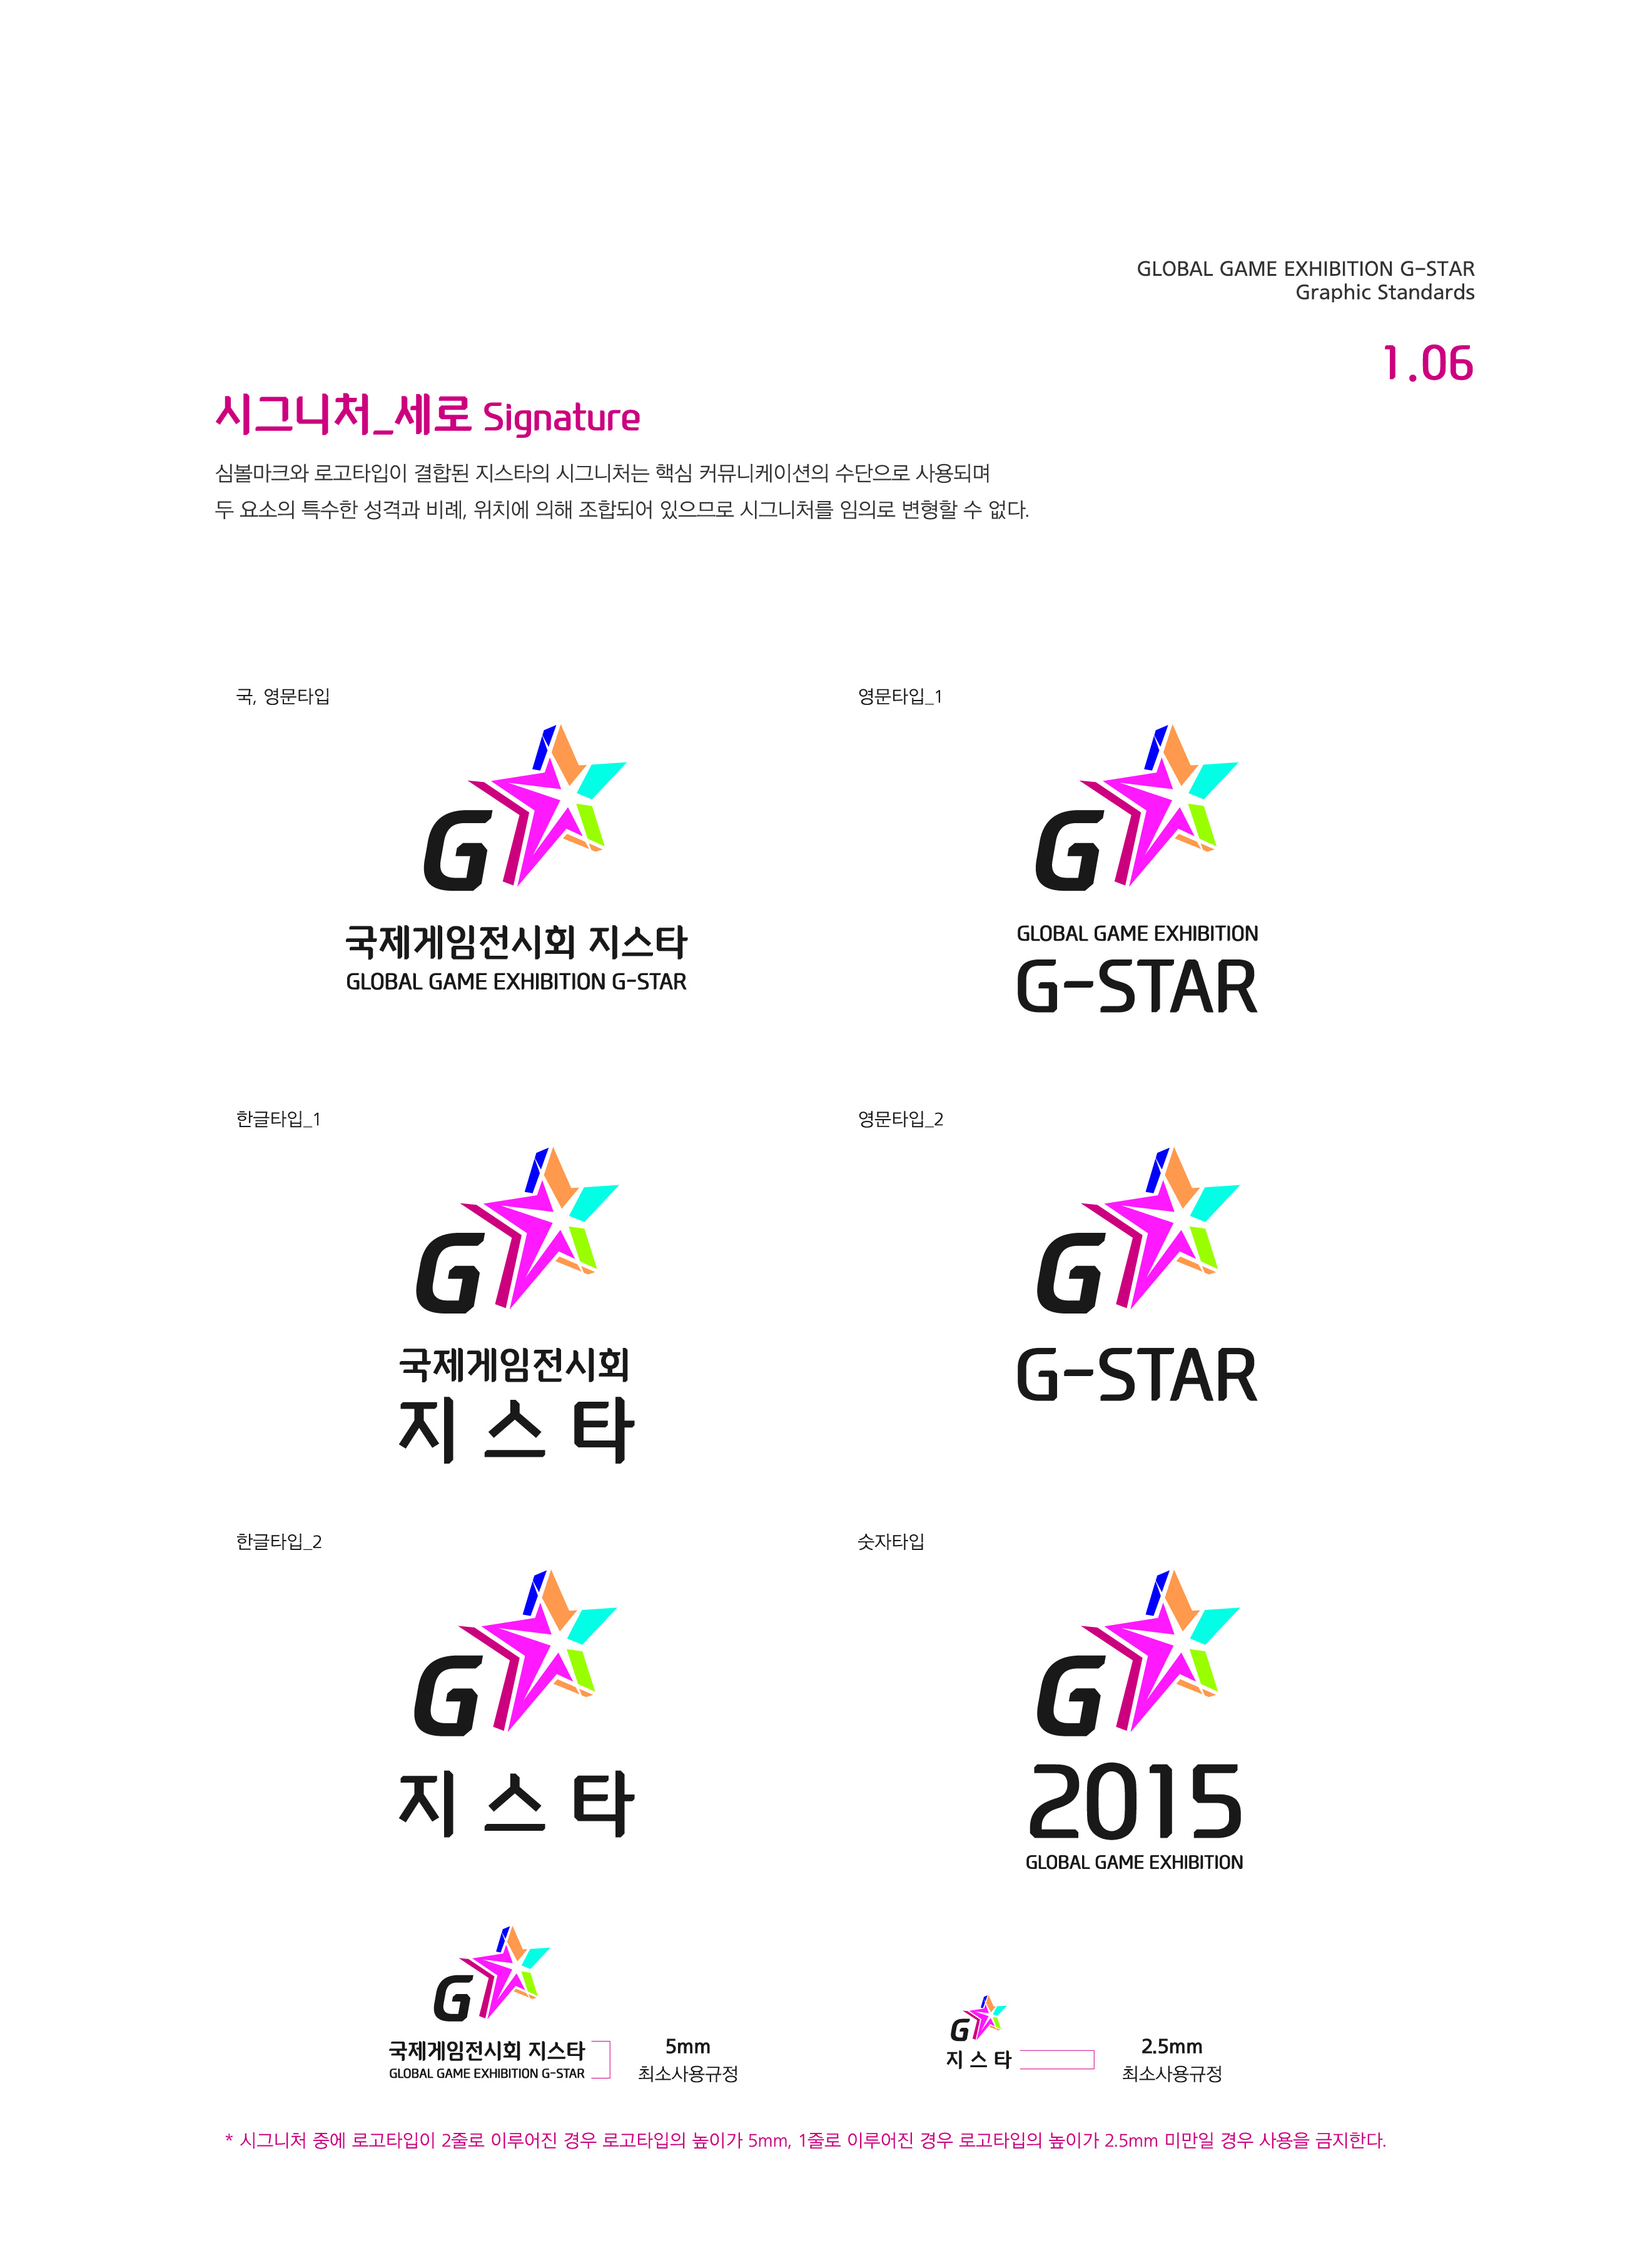 GLOBAL GAME EXHIBITION G-STAR
Graphic Standards
1.06
시그니처_세로 Signature
심볼마크와 로고타입이 결합된 지스타의 시그니처는 핵심 커뮤니케이션의 수단으로 사용되며
두 요소의 특수한 성격과 비례, 위치에 의해 조합되어 있으므로 시그니처를 임의로 변형할 수 없다.
국, 영문타입
G
국제게임전시회 지스타
GLOBAL GAME EXHIBITION G-STAR
영문타입_1
G
GLOBAL GAME EXHIBITION
G-STAR
한글타입_1
G
국제게임전시회
지 스 타
영문타입_2
G
G-STAR
한글타입_2
G
지 스 타
숫자타입
G
2015
GLOBAL GAME EXHIBITION
G
국제게임전시회 지스타
GLOBAL GAME EXHIBITION G-STAR
5mm
최소사용규정
G
지 스 타
2.5mm
최소사용규정
* 시그니처 중에 로고타입이 2줄로 이루어진 경우 로고타입의 높이가 5mm, 1줄로 이루어진 경우 로고타입의 높이가 2.5mm 미만일 경우 사용을 금지한다.